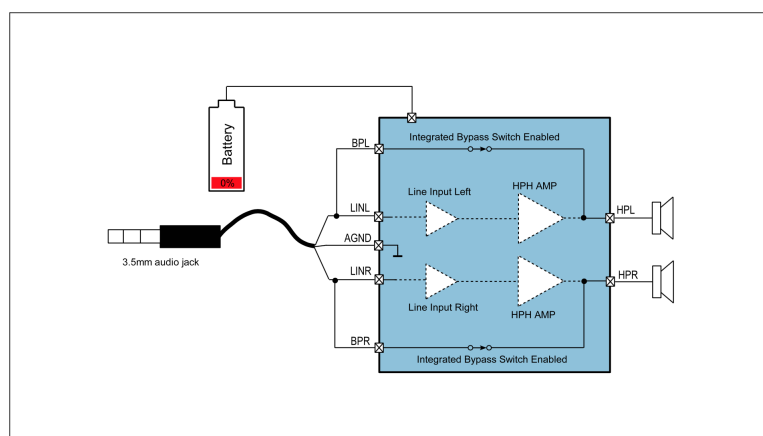 Battery
0%
Integrated Bypass Switch Enabled
BPL
Line Input Left
HPH AMP
LINL
HPL
AGND
3.5mm audio jack
LINR
HPR
Line Input Right
HPH AMP
BPR
Integrated Bypass Switch Enabled